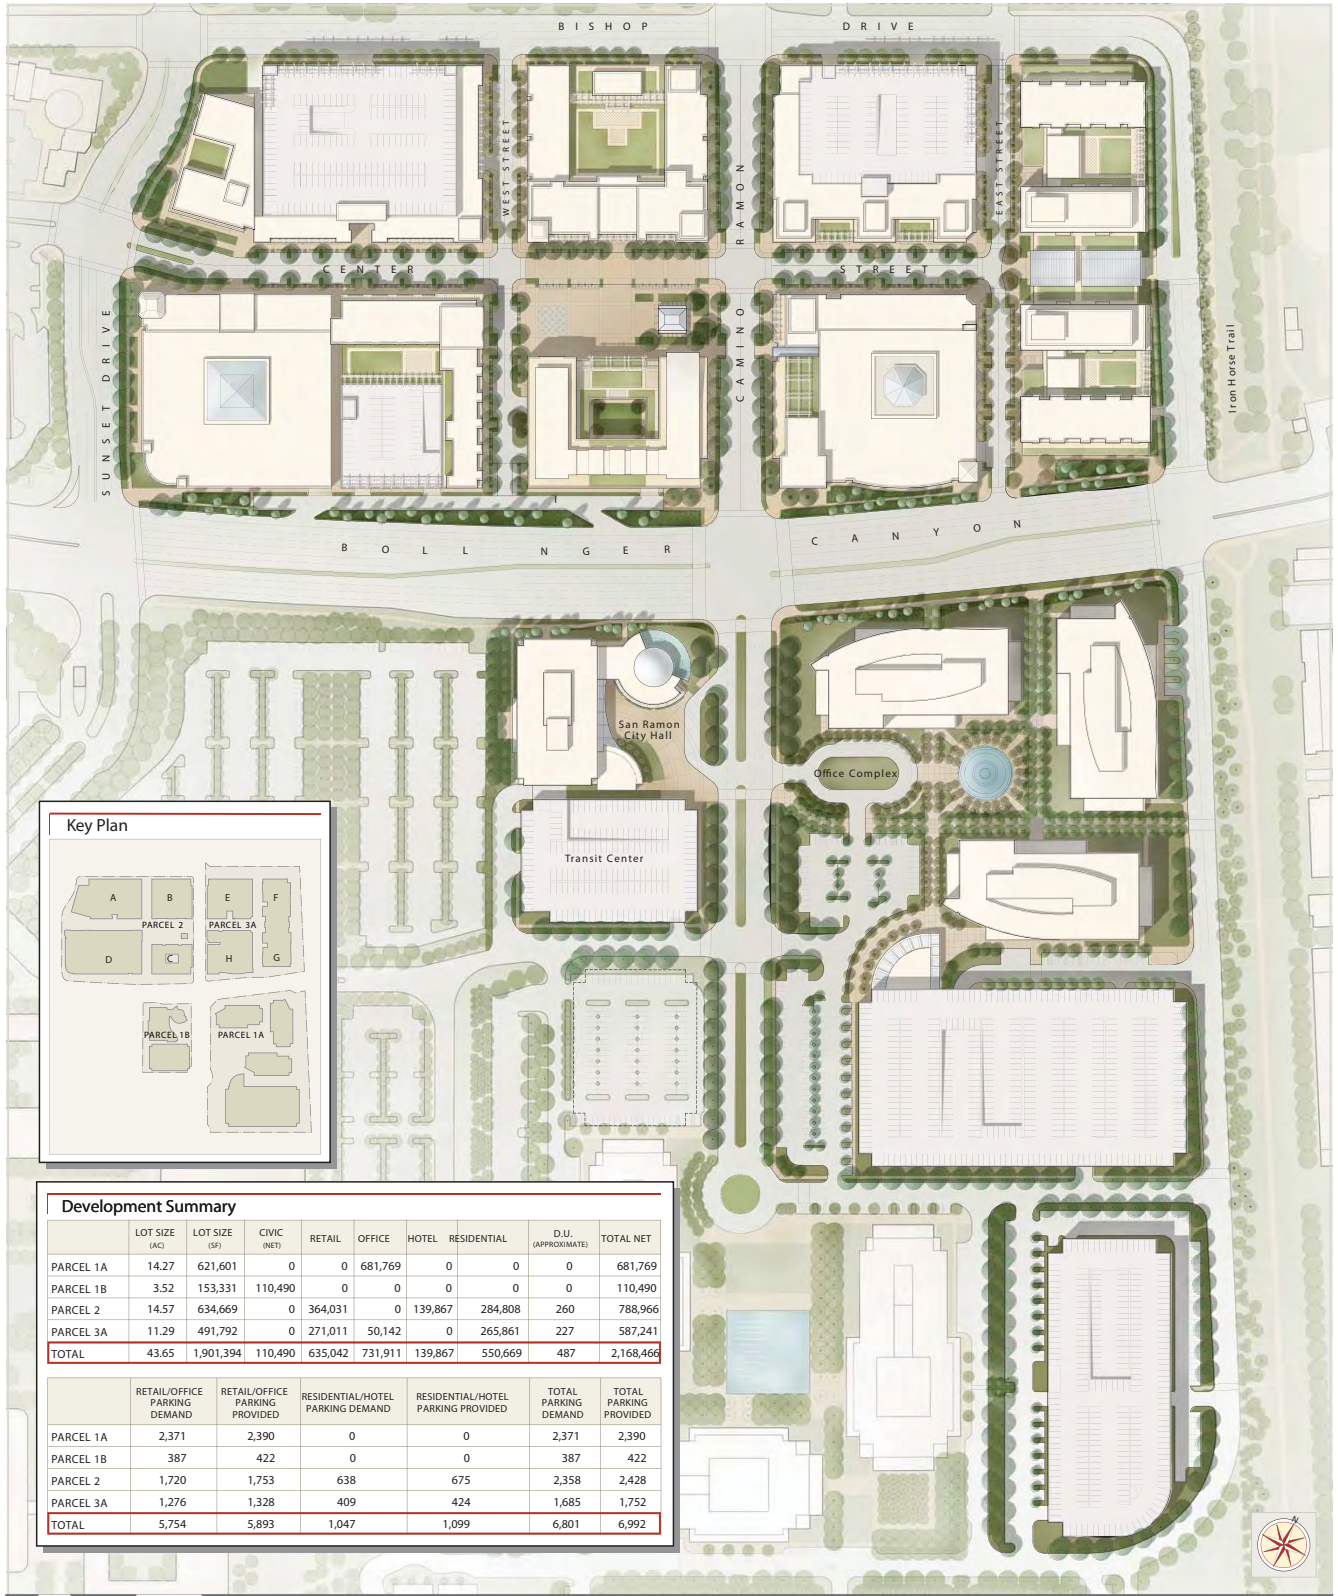 BISHOP DRIVE
WEST STREET
RAMON
EAST STREET
CENTER STREET
SUNSET DRIVE
CAMINO
Iron Horse Trail
BOLL NGER CANYON
I
San Ramon
City Hall
Office Complex
Transit Center
Key Plan
A B E F
PARCEL 2 PARCEL 3A
D C H G
PARCEL 1B PARCEL 1A
Development Summary
LOT SIZE (AC) LOT SIZE (SF) CIVIC (NET) RETAIL OFFICE HOTEL RESIDENTIAL D.U. (APPROXIMATE) TOTAL NET
PARCEL 1A 14.27 621,601 0 0 681,769 0 0 0 681,769
PARCEL 1B 3.52 153,331 110,490 0 0 0 0 0 110,490
PARCEL 2 14.57 634,669 0 364,031 0 139,867 284,808 260 788,966
PARCEL 3A 11.29 491,792 0 271,011 50,142 0 265,861 227 587,241
TOTAL 43.65 1,901,394 110,490 635,042 731,911 139,867 550,669 487 2,168,466
RETAIL/OFFICE PARKING DEMAND RETAIL/OFFICE PARKING PROVIDED RESIDENTIAL/HOTEL PARKING DEMAND RESIDENTIAL/HOTEL PARKING PROVIDED TOTAL PARKING DEMAND TOTAL PARKING PROVIDED
PARCEL 1A 2,371 2,390 0 0 2,371 2,390
PARCEL 1B 387 422 0 0 387 422
PARCEL 2 1,720 1,753 638 675 2,358 2,428
PARCEL 3A 1,276 1,328 409 424 1,685 1,752
TOTAL 5,754 5,893 1,047 1,099 6,801 6,992
N